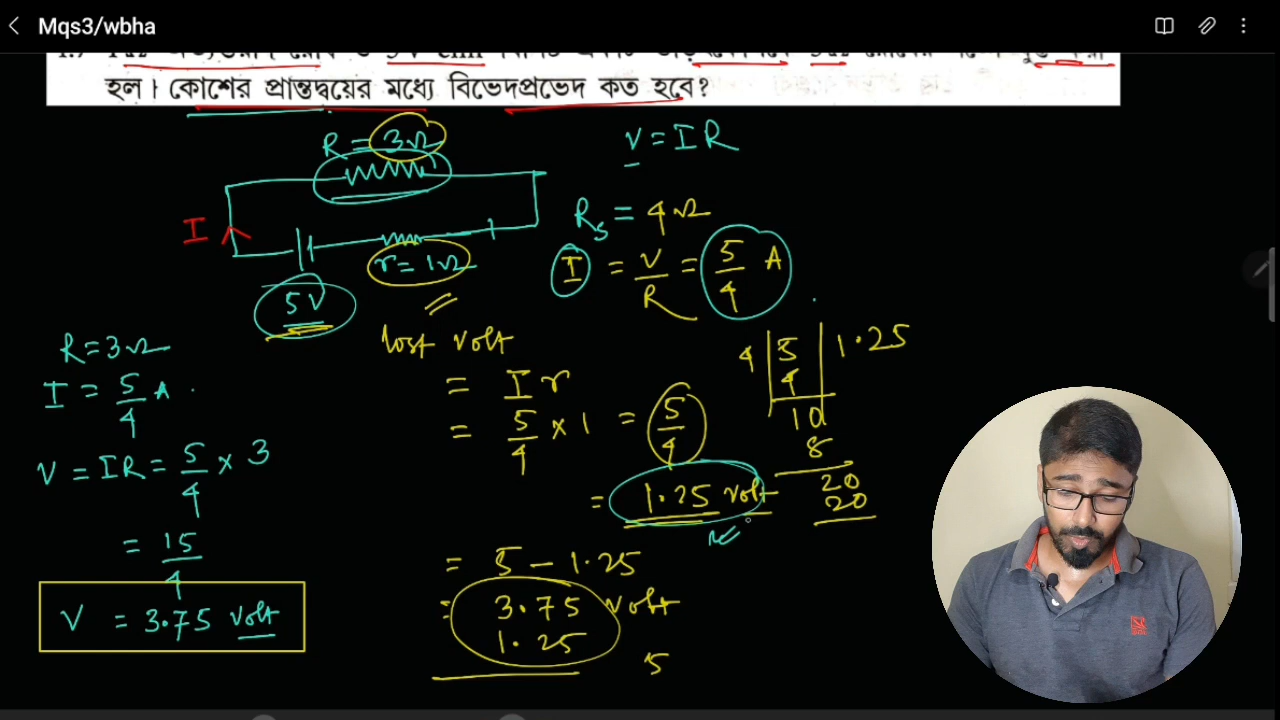 Mqs3/wbha
হল। কোশের প্রান্তদ্বয়ের মধ্যে বিভেদপ্রভেদ কত হবে?
R = 3Ω
V = IR
I
Rs = 4Ω
r = 1Ω
I = V/R = 5/4 A
5V
lost volt
4 5 1.25
4
10
8
20
20
= I r
= 5/4 × 1 = 5/4
= 1.25 volt
= 5 - 1.25
= 3.75 volt
1.25
5
R = 3Ω
I = 5/4 A
V = IR = 5/4 × 3
= 15/4
V = 3.75 volt